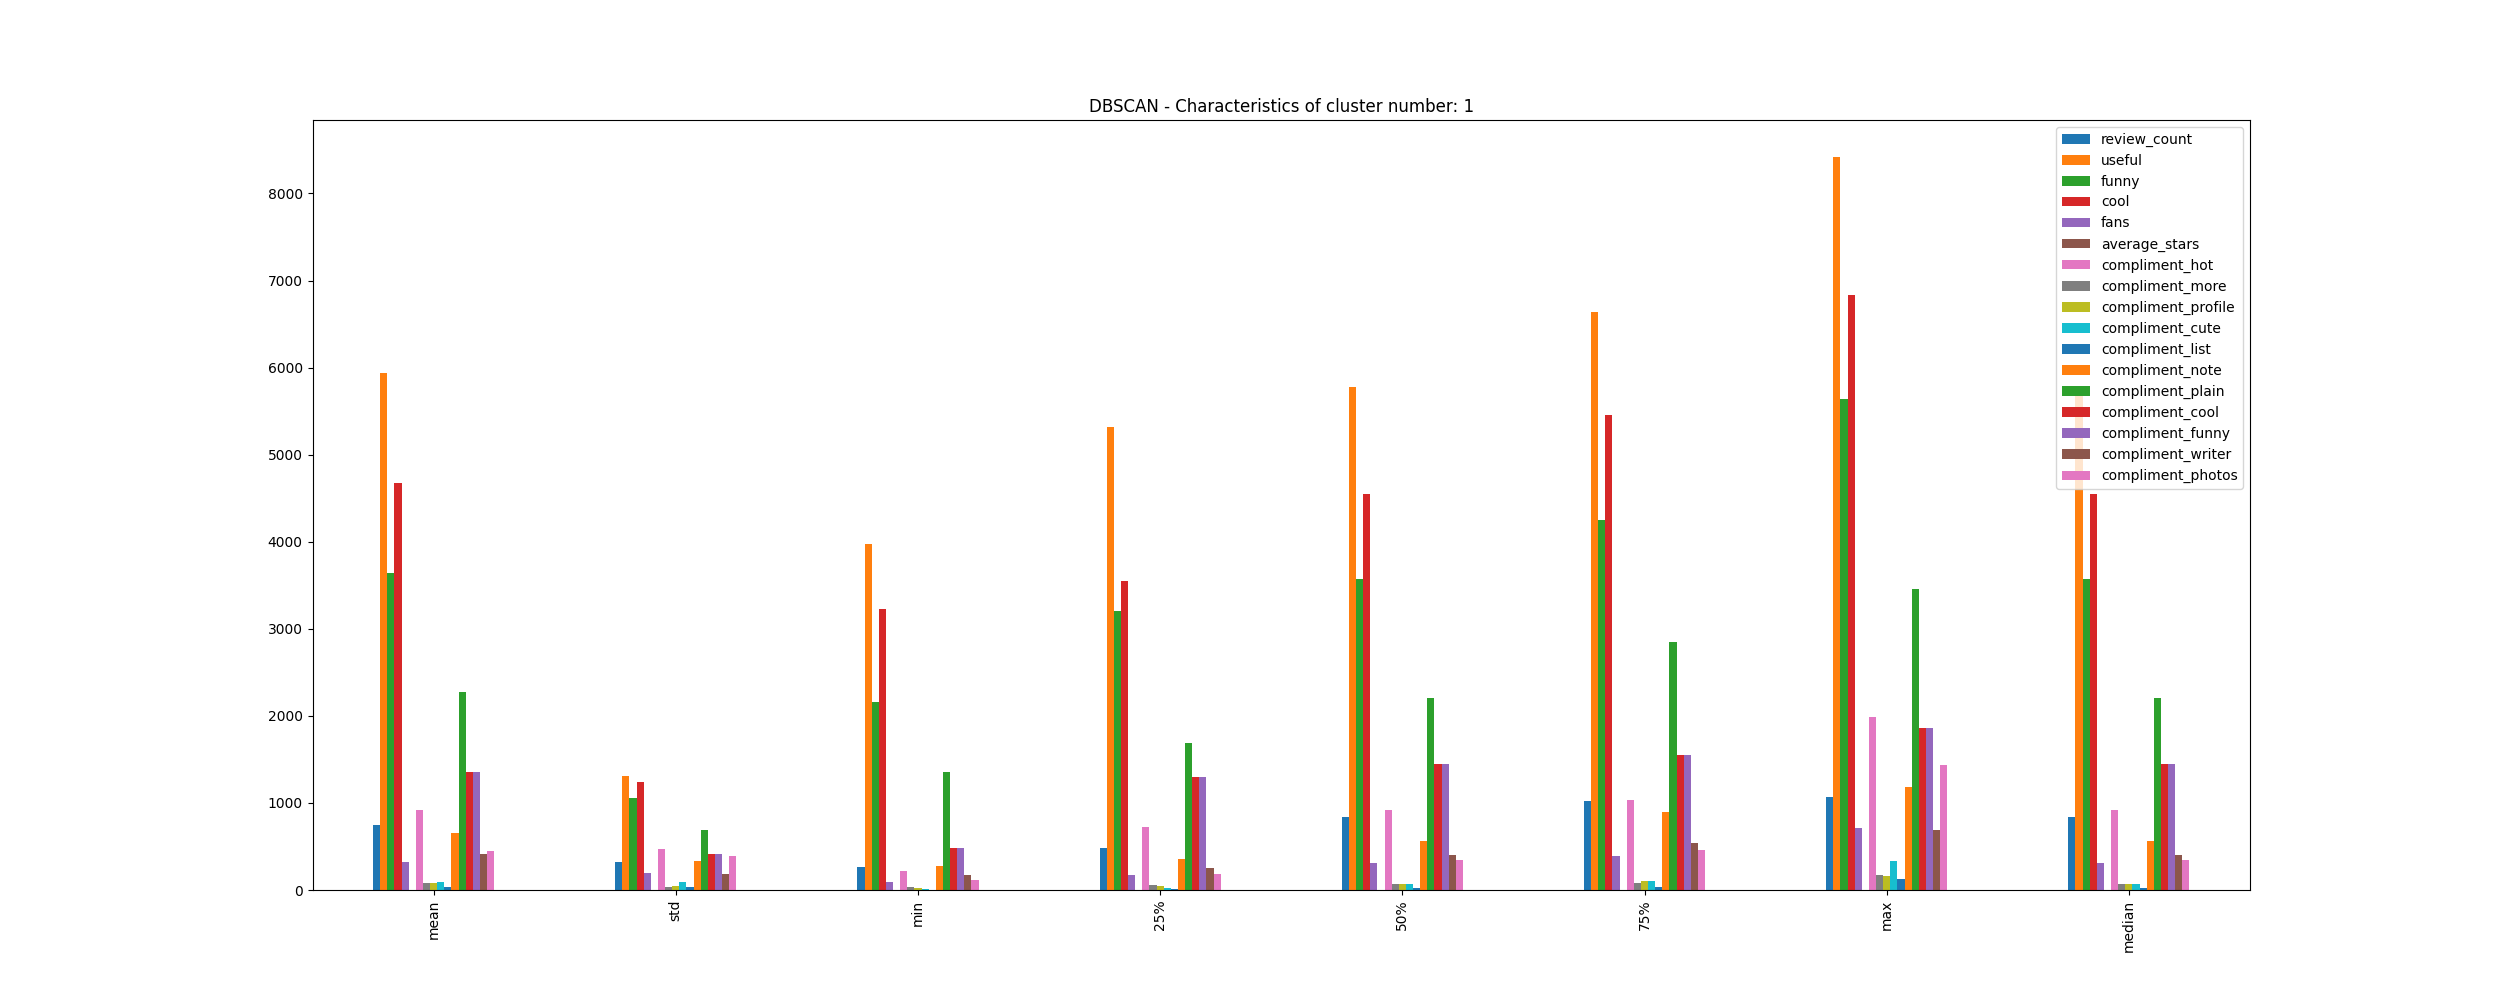 DBSCAN - Characteristics of cluster number: 1
8000
7000
6000
5000
4000
3000
2000
1000
0
review_count
useful
funny
cool
fans
average_stars
compliment_hot
compliment_more
compliment_profile
compliment_cute
compliment_list
compliment_note
compliment_plain
compliment_cool
compliment_funny
compliment_writer
compliment_photos
mean
std
min
25%
50%
75%
max
median